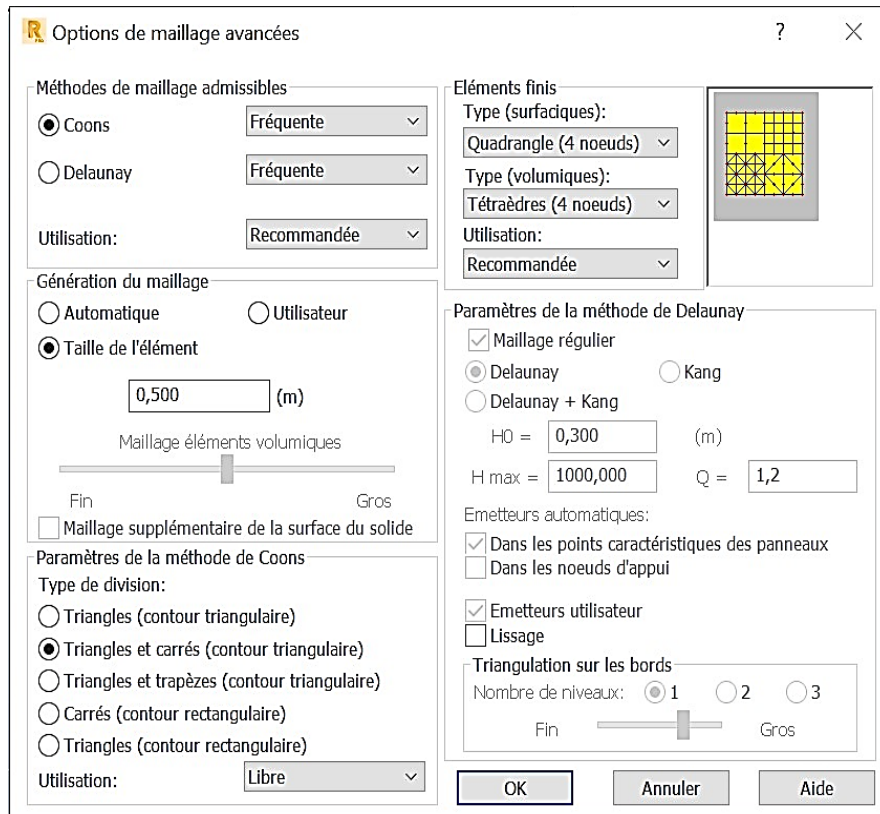 Options de maillage avancées
?
Méthodes de maillage admissibles
Coons
Fréquente
Delaunay
Fréquente
Utilisation:
Recommandée
Génération du maillage
Automatique
Utilisateur
Taille de l'élément
0,500
(m)
Maillage éléments volumiques
Fin
Gros
Maillage supplémentaire de la surface du solide
Paramètres de la méthode de Coons
Type de division:
Triangles (contour triangulaire)
Triangles et carrés (contour triangulaire)
Triangles et trapèzes (contour triangulaire)
Carrés (contour rectangulaire)
Triangles (contour rectangulaire)
Utilisation:
Libre
Eléments finis
Type (surfaciques):
Quadrangle (4 noeuds)
Type (volumiques):
Tétraèdres (4 noeuds)
Utilisation:
Recommandée
Paramètres de la méthode de Delaunay
Maillage régulier
Delaunay
Kang
Delaunay + Kang
H0 =
0,300
(m)
H max =
1000,000
Q =
1,2
Emetteurs automatiques:
Dans les points caractéristiques des panneaux
Dans les noeuds d'appui
Emetteurs utilisateur
Lissage
Triangulation sur les bords
Nombre de niveaux:
1
2
3
Fin
Gros
OK
Annuler
Aide